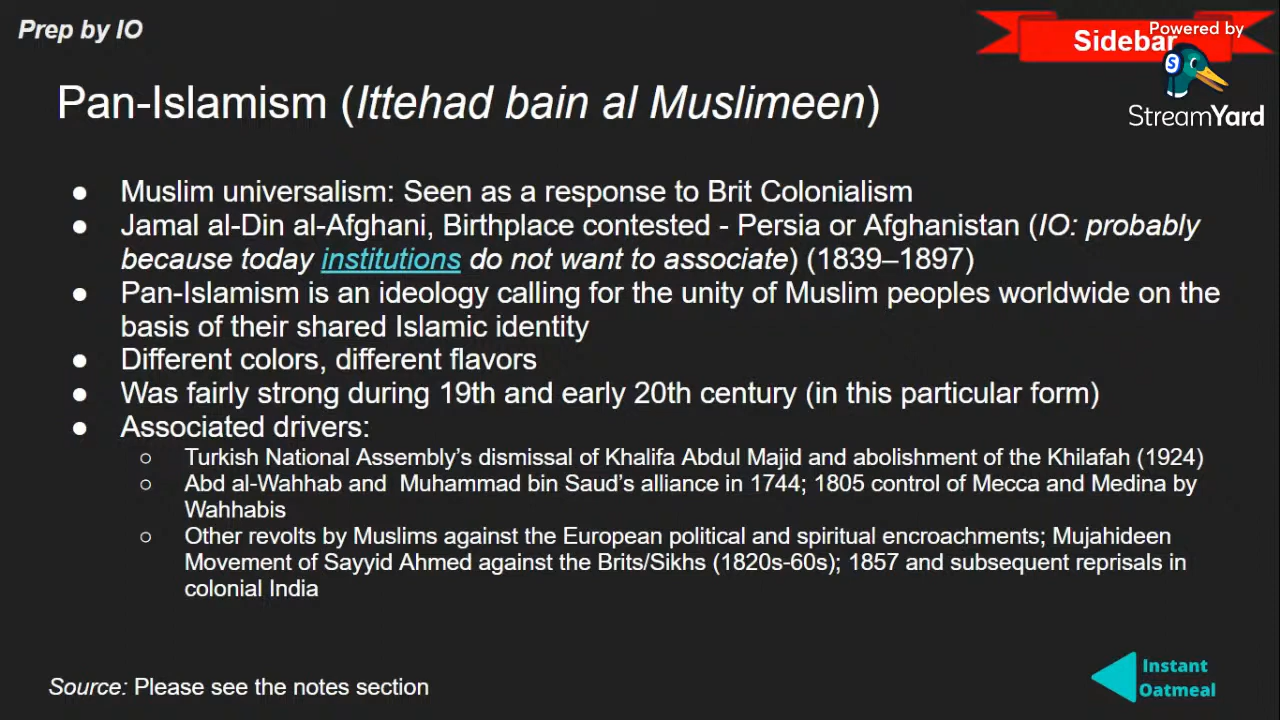 Prep by IO
Sidebar
Powered by
S
StreamYard
Pan-Islamism (Ittehad bain al Muslimeen)
● Muslim universalism: Seen as a response to Brit Colonialism
● Jamal al-Din al-Afghani, Birthplace contested - Persia or Afghanistan (IO: probably
because today institutions do not want to associate) (1839–1897)
● Pan-Islamism is an ideology calling for the unity of Muslim peoples worldwide on the
basis of their shared Islamic identity
● Different colors, different flavors
● Was fairly strong during 19th and early 20th century (in this particular form)
● Associated drivers:
○ Turkish National Assembly’s dismissal of Khalifa Abdul Majid and abolishment of the Khilafah (1924)
○ Abd al-Wahhab and Muhammad bin Saud’s alliance in 1744; 1805 control of Mecca and Medina by
Wahhabis
○ Other revolts by Muslims against the European political and spiritual encroachments; Mujahideen
Movement of Sayyid Ahmed against the Brits/Sikhs (1820s-60s); 1857 and subsequent reprisals in
colonial India
Source: Please see the notes section
Instant
Oatmeal